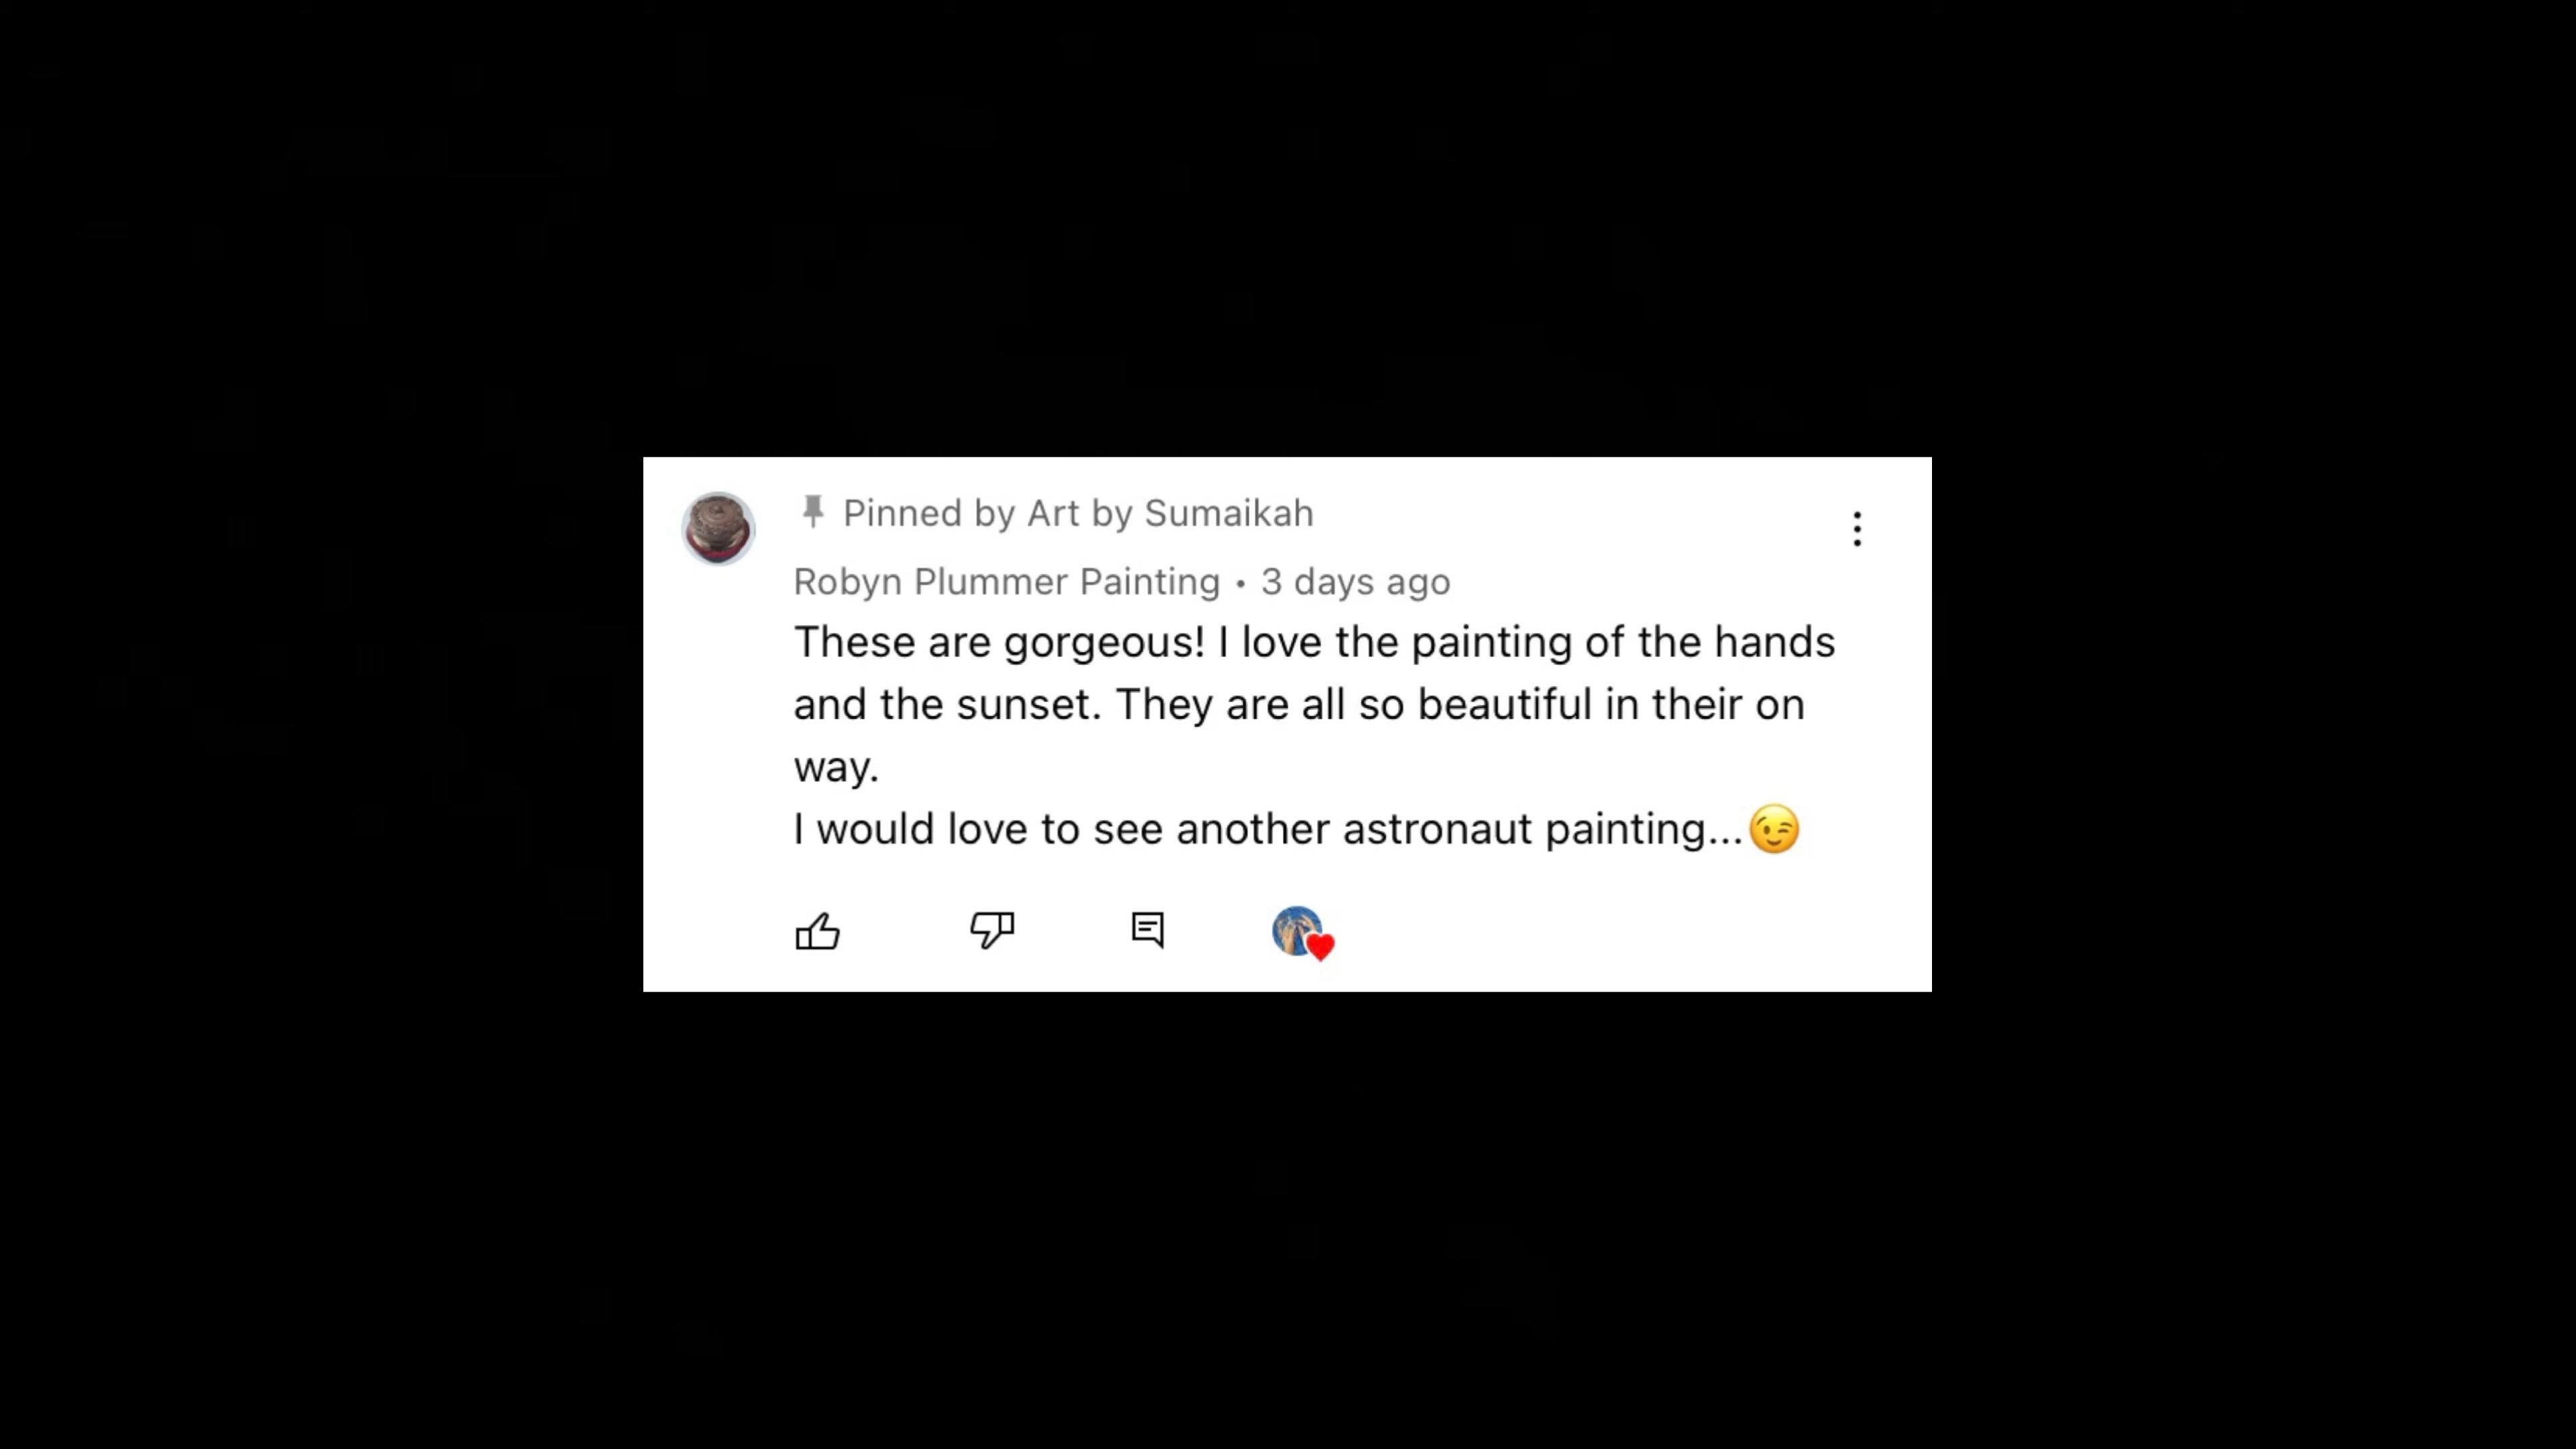 Pinned by Art by Sumaikah
Robyn Plummer Painting • 3 days ago
These are gorgeous! I love the painting of the hands
and the sunset. They are all so beautiful in their on
way.
I would love to see another astronaut painting...😉